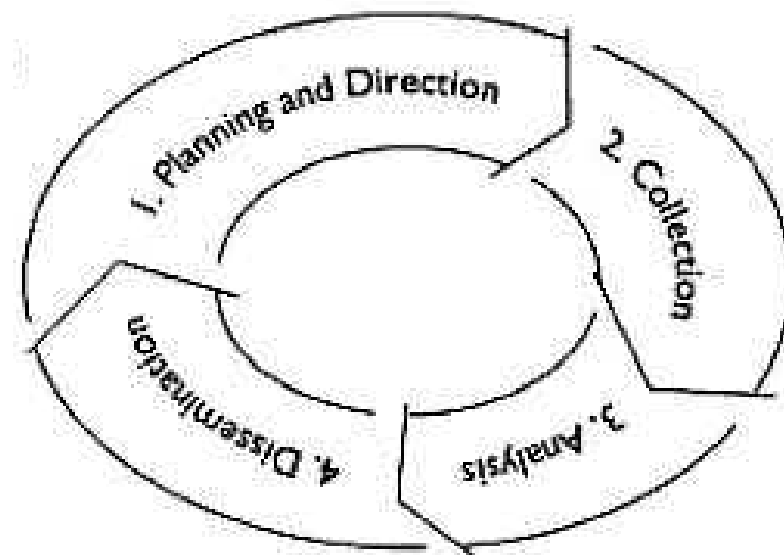 1. Planning and Direction
2. Collection
3. Analysis
4. Dissemination